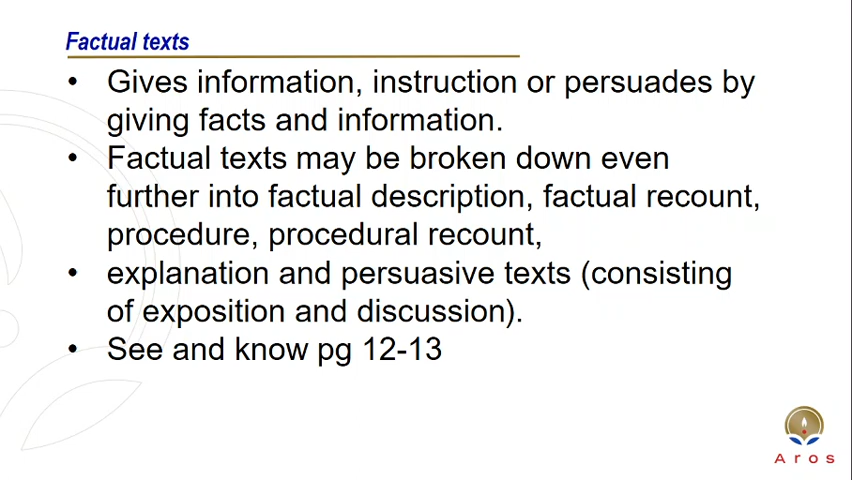 Factual texts
• Gives information, instruction or persuades by
giving facts and information.
• Factual texts may be broken down even
further into factual description, factual recount,
procedure, procedural recount,
• explanation and persuasive texts (consisting
of exposition and discussion).
• See and know pg 12-13
Aros